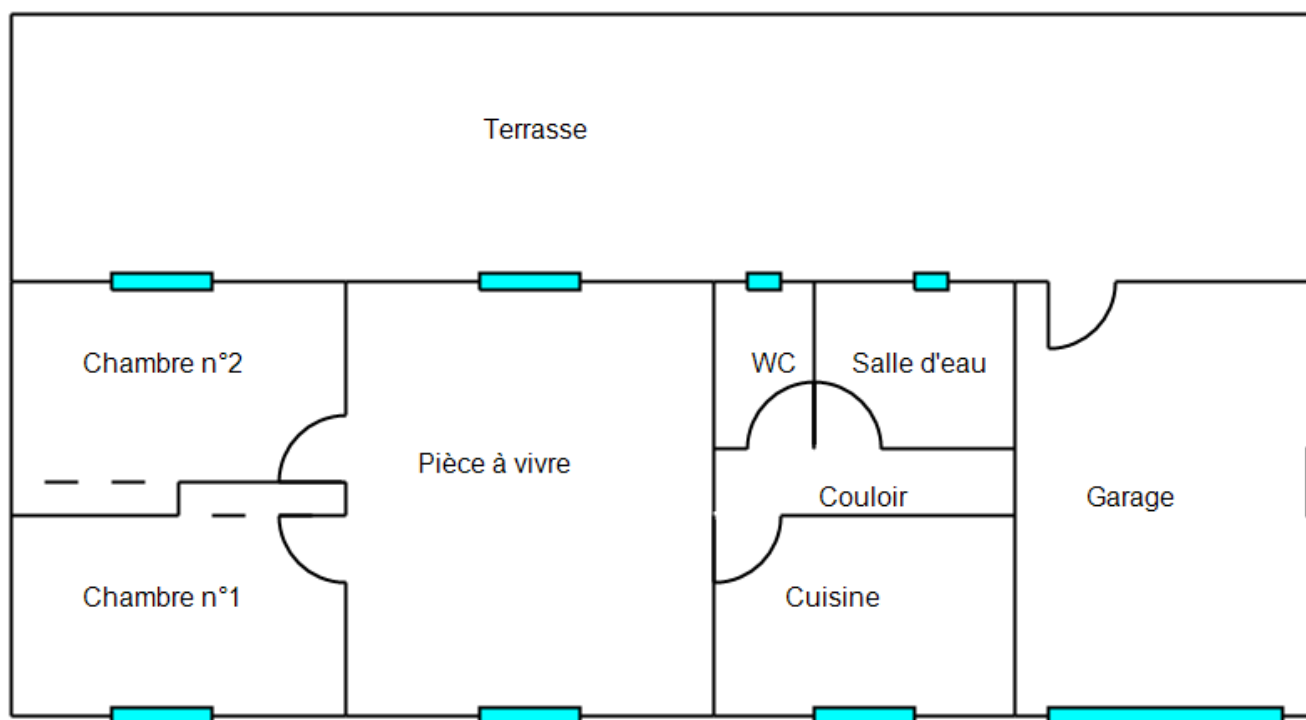 Terrasse
Chambre n°2
WC
Salle d'eau
Pièce à vivre
Couloir
Garage
Chambre n°1
Cuisine